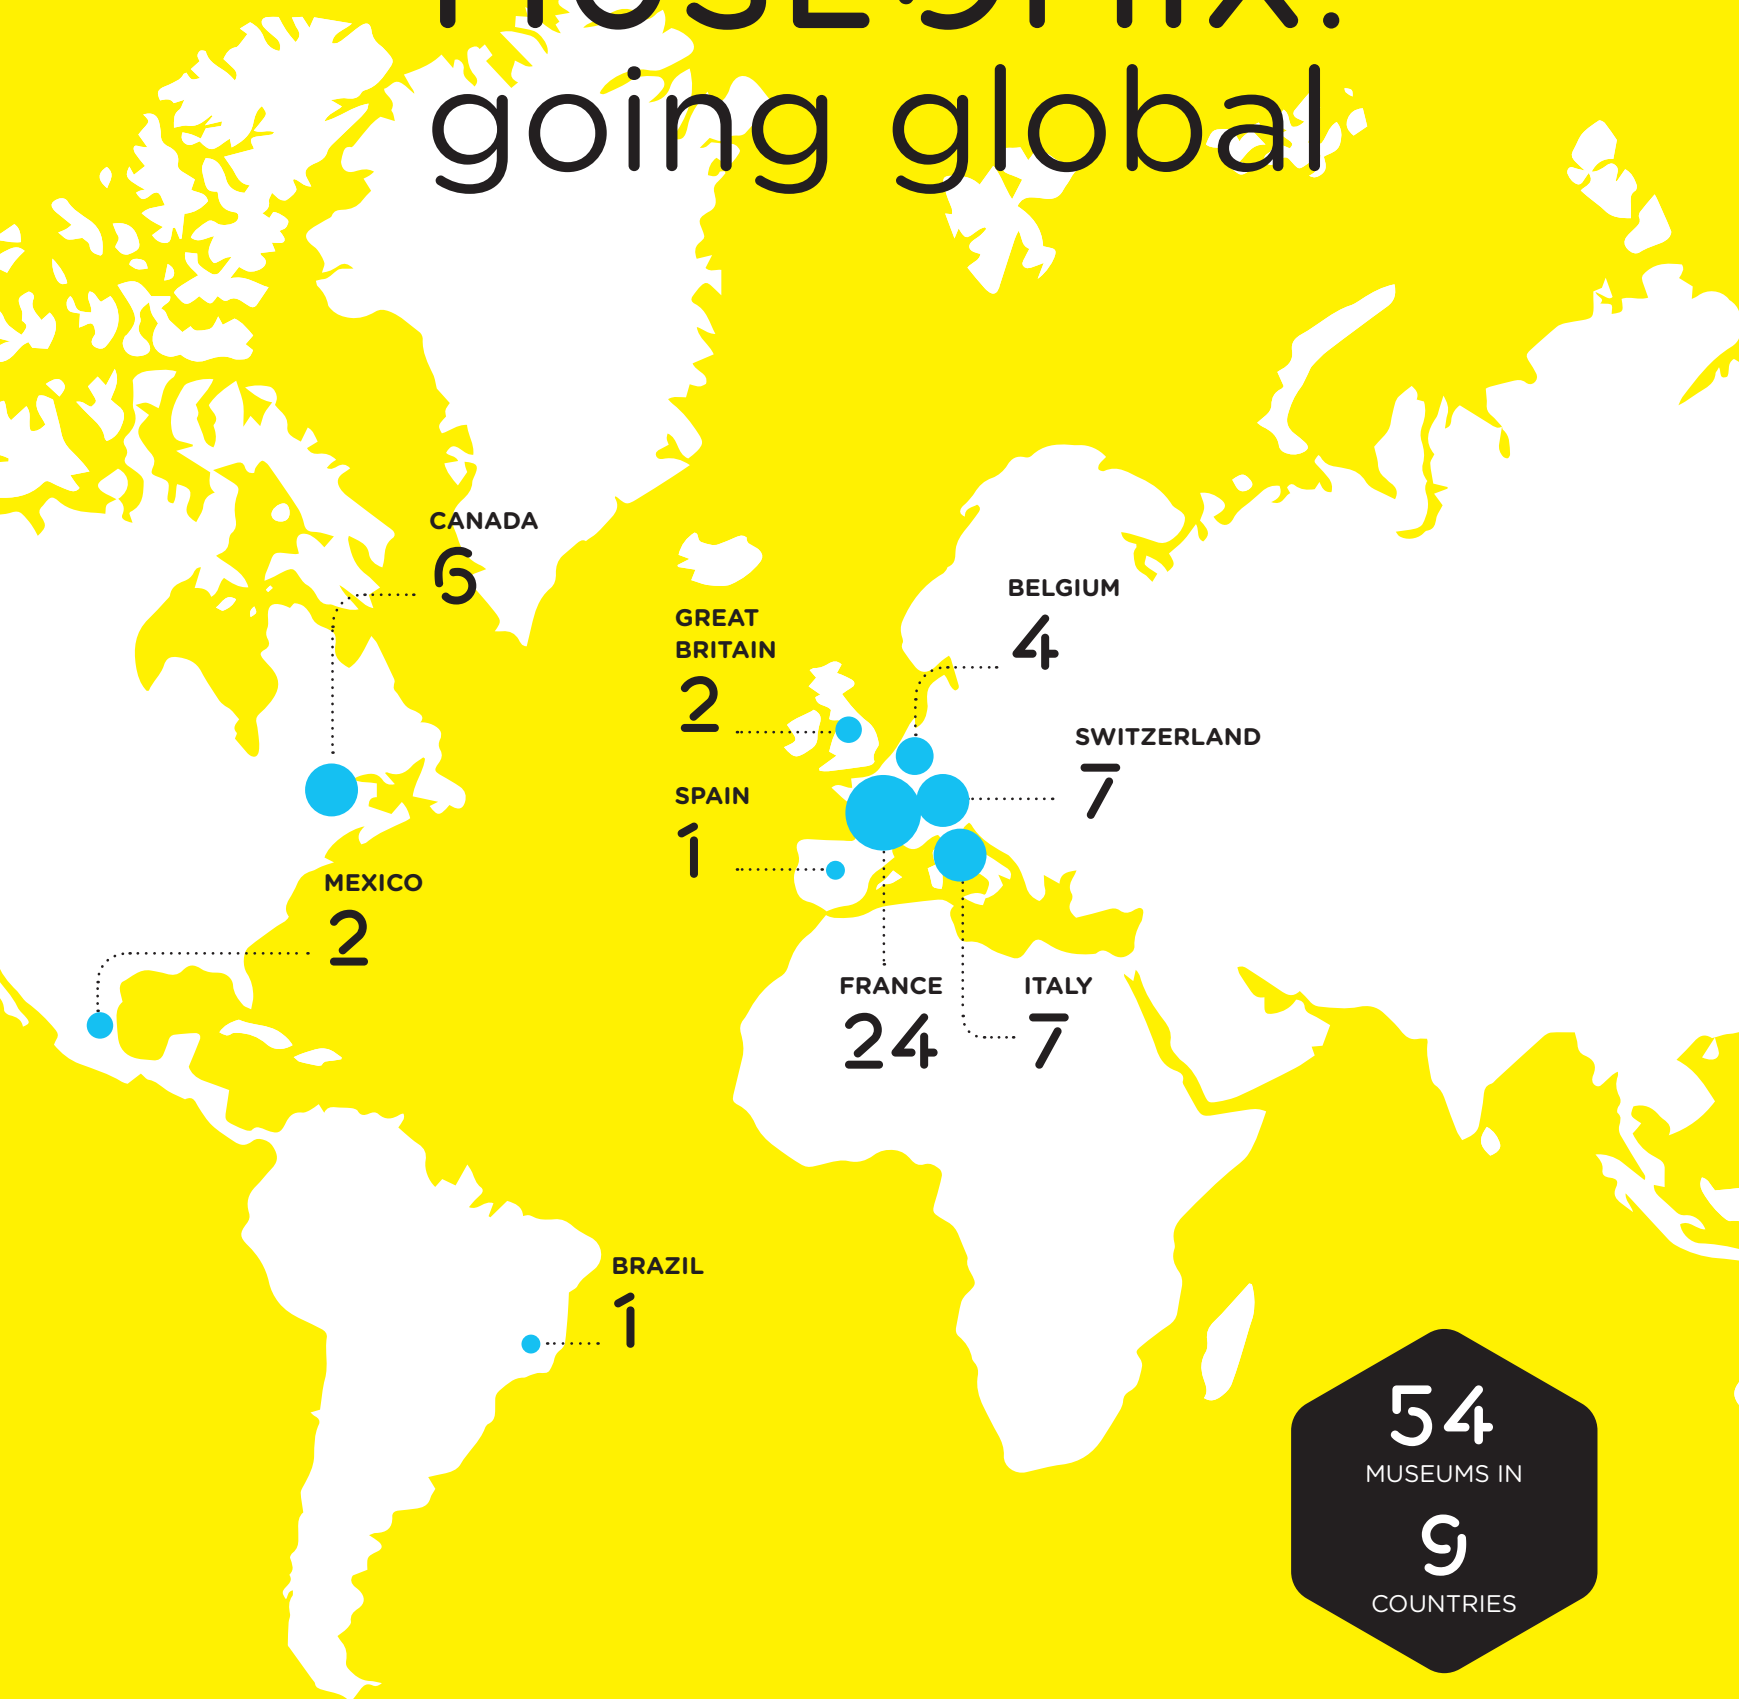 MUSEOMIX:
going global
CANADA
6
BELGIUM
4
GREAT
BRITAIN
2
SWITZERLAND
7
SPAIN
1
MEXICO
2
FRANCE
24
ITALY
7
BRAZIL
1
54
MUSEUMS IN
9
COUNTRIES